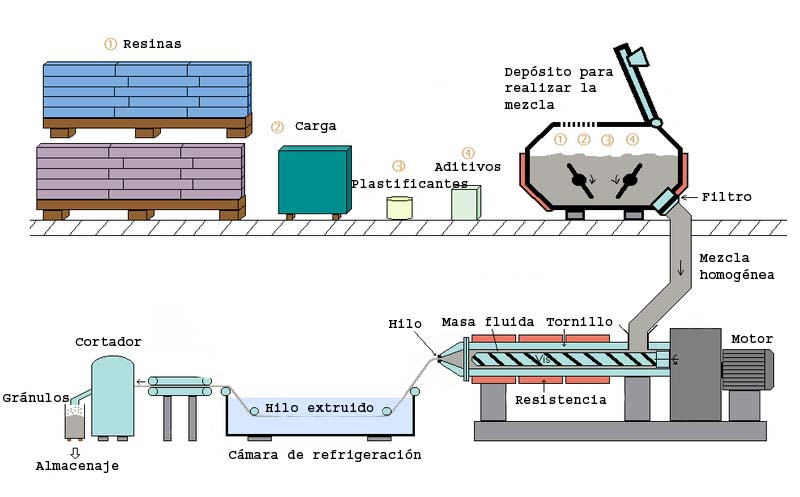 ① Resinas
Depósito para
realizar la
mezcla
② Carga
① ② ③ ④
③
Plastificantes
④
Aditivos
Filtro
Mezcla
homogénea
Hilo
Masa fluida
Tornillo
Motor
Vis
Cortador
Resistencia
Gránulos
Hilo extruido
Cámara de refrigeración
Almacenaje